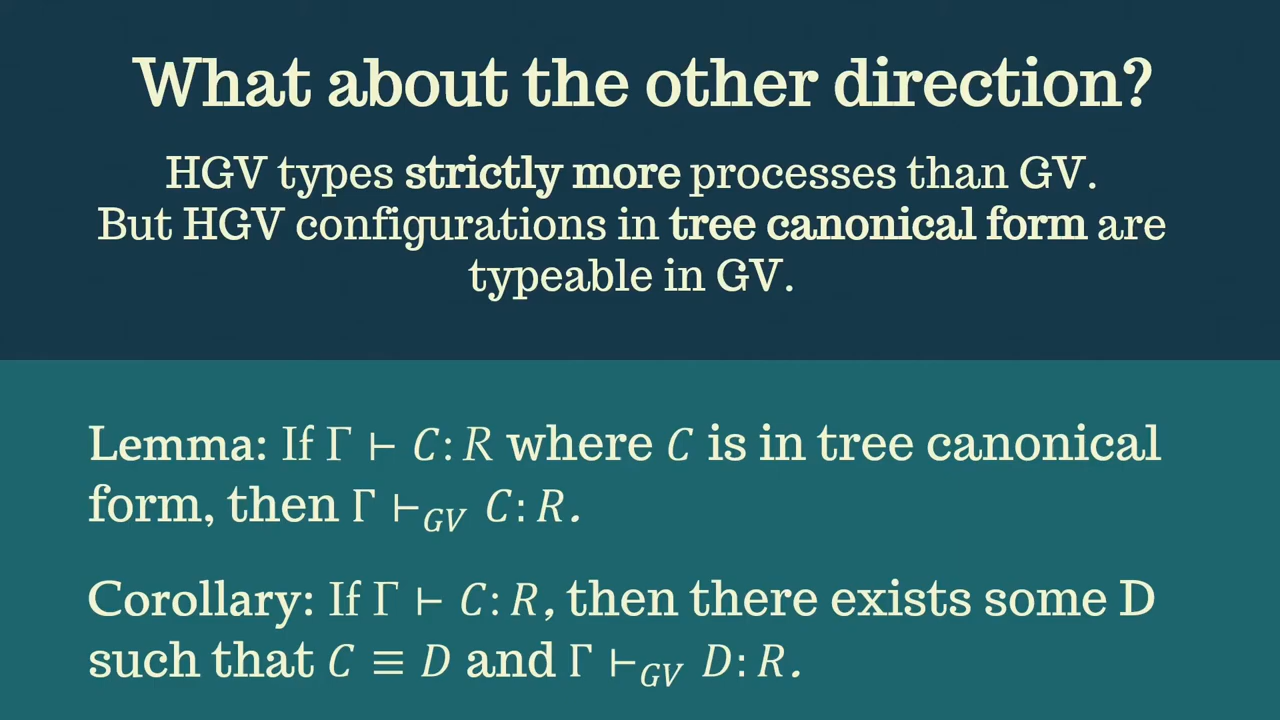 What about the other direction?
HGV types strictly more processes than GV.
But HGV configurations in tree canonical form are
typeable in GV.
Lemma: If Γ ⊢ C: R where C is in tree canonical
form, then Γ ⊢GV C: R.
Corollary: If Γ ⊢ C: R, then there exists some D
such that C ≡ D and Γ ⊢GV D: R.